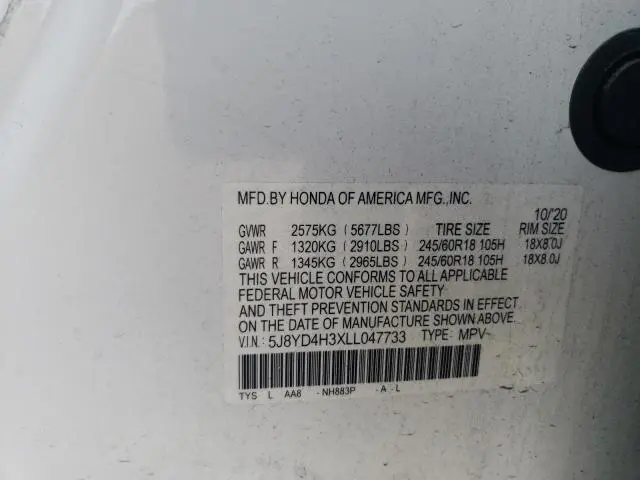 MFD.BY HONDA OF AMERICA MFG.,INC.
10/'20
GVWR 2575KG (5677LBS) TIRE SIZE RIM SIZE
GAWR F 1320KG (2910LBS) 245/60R18 105H 18X8.0J
GAWR R 1345KG (2965LBS) 245/60R18 105H 18X8.0J
THIS VEHICLE CONFORMS TO ALL APPLICABLE
FEDERAL MOTOR VEHICLE SAFETY
AND THEFT PREVENTION STANDARDS IN EFFECT
ON THE DATE OF MANUFACTURE SHOWN ABOVE.
V.I.N: 5J8YD4H3XLL047733 TYPE: MPV
TYS L AA8 -NH883P A -L